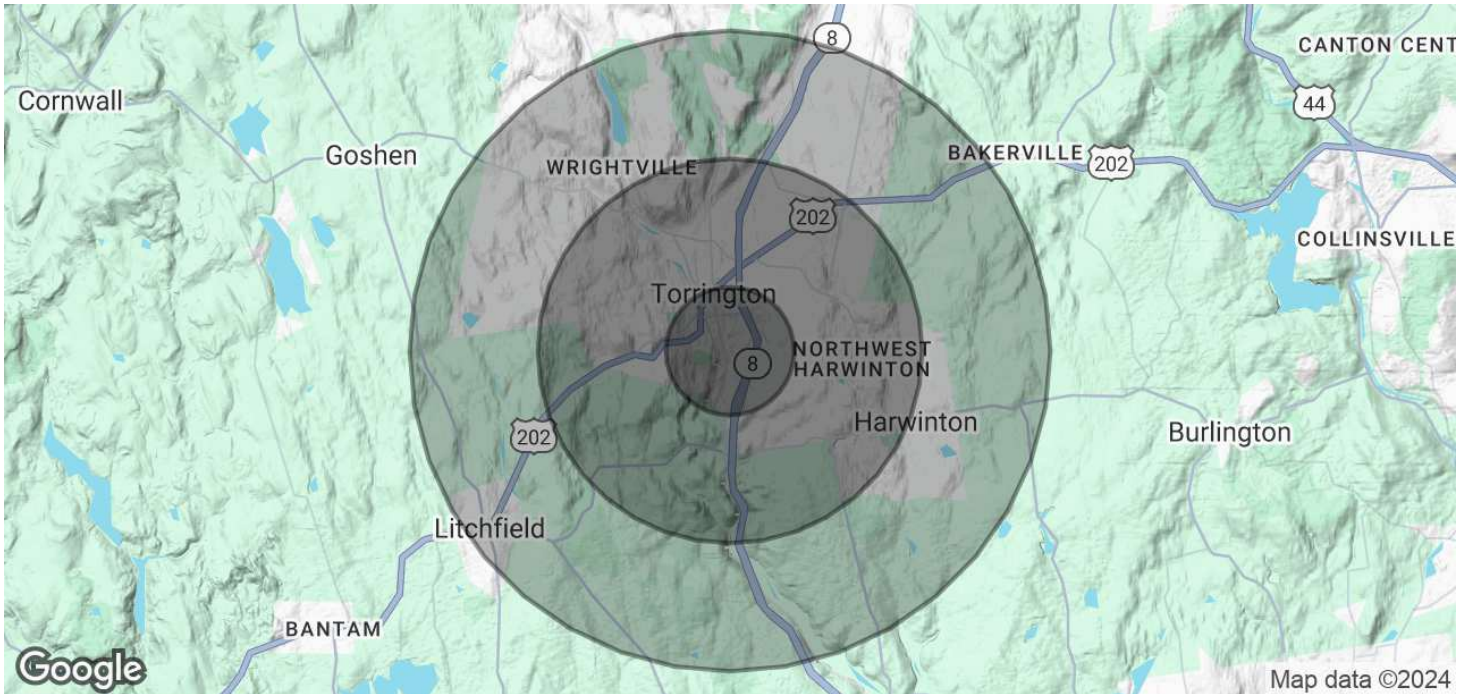 8
CANTON CENT
Cornwall
44
Goshen
BAKERVILLE
202
WRIGHTVILLE
202
COLLINSVILLE
Torrington
NORTHWEST
HARWINTON
8
Harwinton
202
Burlington
Litchfield
BANTAM
Google
Map data ©2024